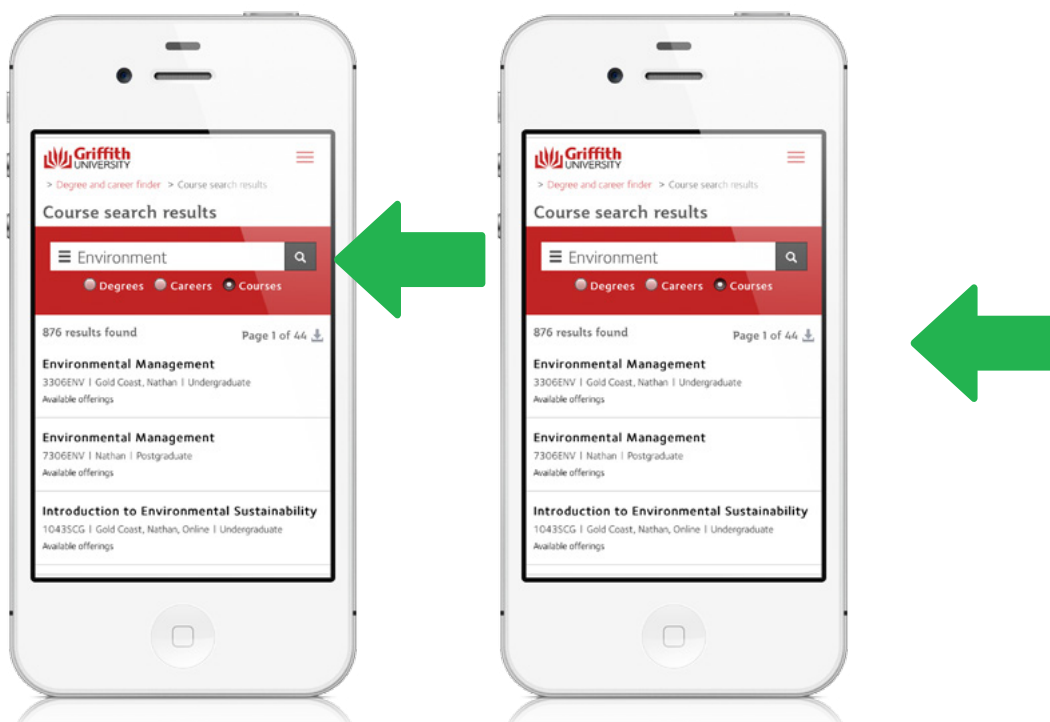 Griffith
UNIVERSITY
> Degree and career finder > Course search results
Course search results
Environment
Degrees Careers Courses
876 results found Page 1 of 44
Environmental Management
3306ENV | Gold Coast, Nathan | Undergraduate
Available offerings
Environmental Management
7306ENV | Nathan | Postgraduate
Available offerings
Introduction to Environmental Sustainability
1043SCG | Gold Coast, Nathan, Online | Undergraduate
Available offerings
Griffith
UNIVERSITY
> Degree and career finder > Course search results
Course search results
Environment
Degrees Careers Courses
876 results found Page 1 of 44
Environmental Management
3306ENV | Gold Coast, Nathan | Undergraduate
Available offerings
Environmental Management
7306ENV | Nathan | Postgraduate
Available offerings
Introduction to Environmental Sustainability
1043SCG | Gold Coast, Nathan, Online | Undergraduate
Available offerings